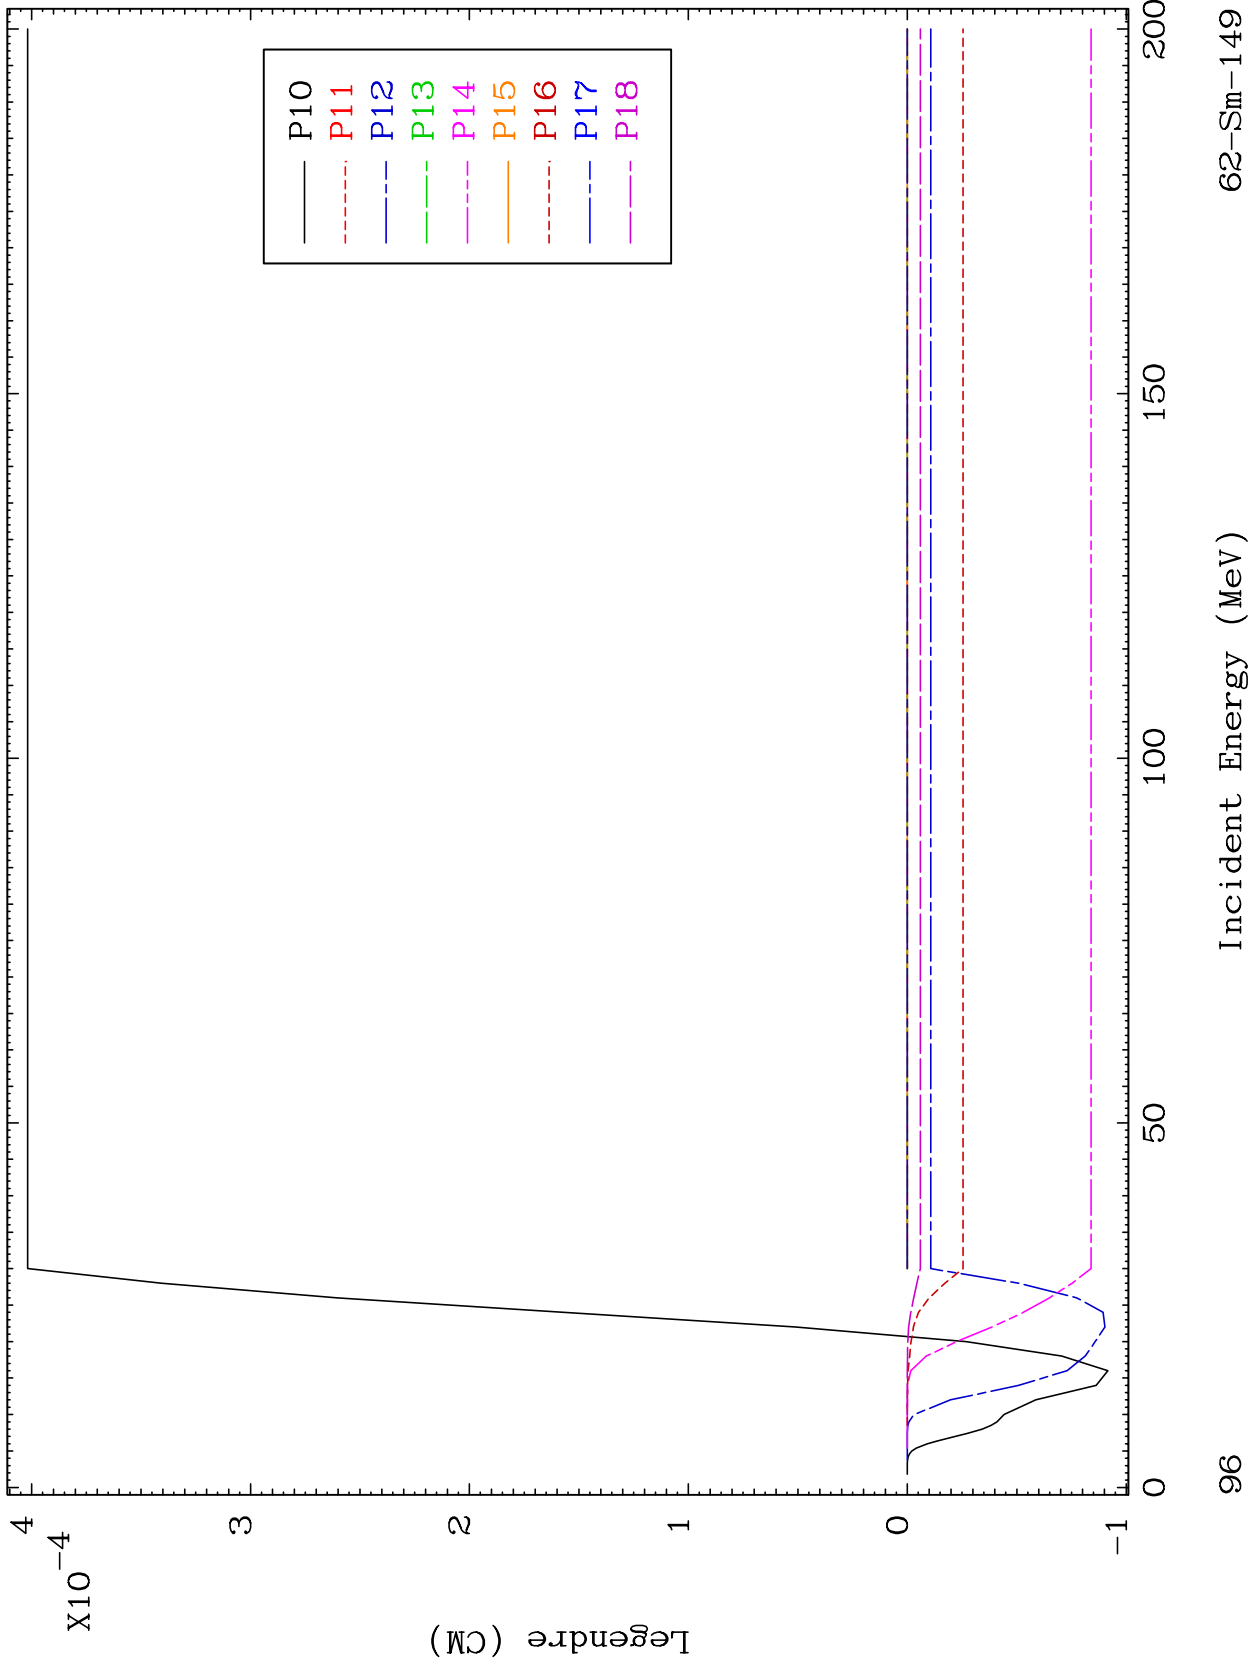 X10-4
4
3
2
1
0
-1
Legendre (CM)
P10
P11
P12
P13
P14
P15
P16
P17
P18
0
50
100
150
200
Incident Energy (MeV)
96
62-Sm-149